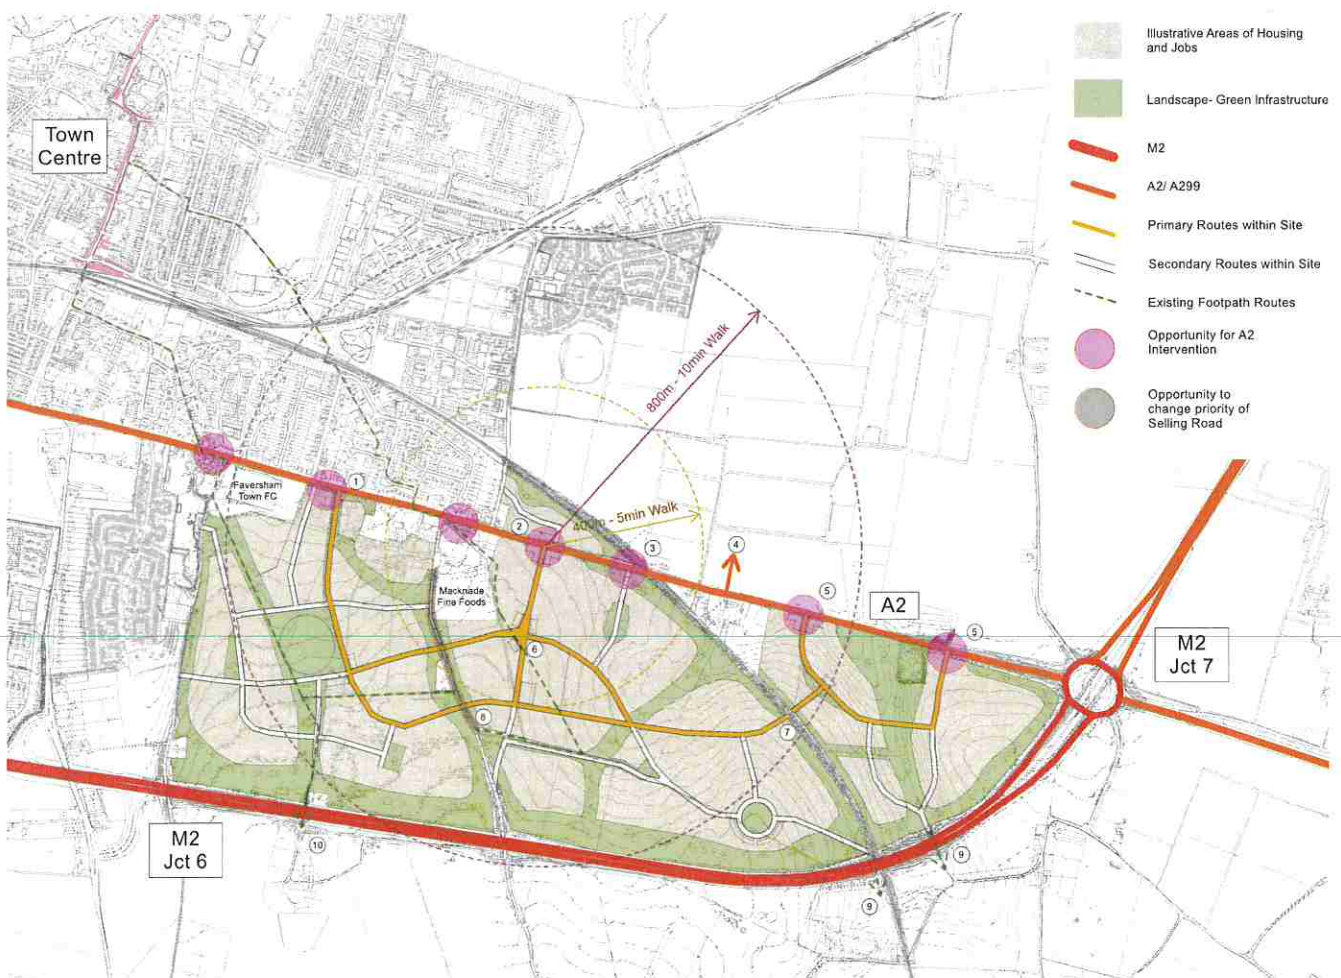 Illustrative Areas of Housing
and Jobs
Landscape- Green Infrastructure
M2
A2/ A299
Primary Routes within Site
Secondary Routes within Site
Existing Footpath Routes
Opportunity for A2
Intervention
Opportunity to
change priority of
Selling Road
Town
Centre
800m - 10min Walk
400m - 5min Walk
Faversham
Town FC
1
2
3
4
Macknade
Fine Foods
5
A2
5
M2
Jct 7
6
8
7
M2
Jct 6
10
9
9